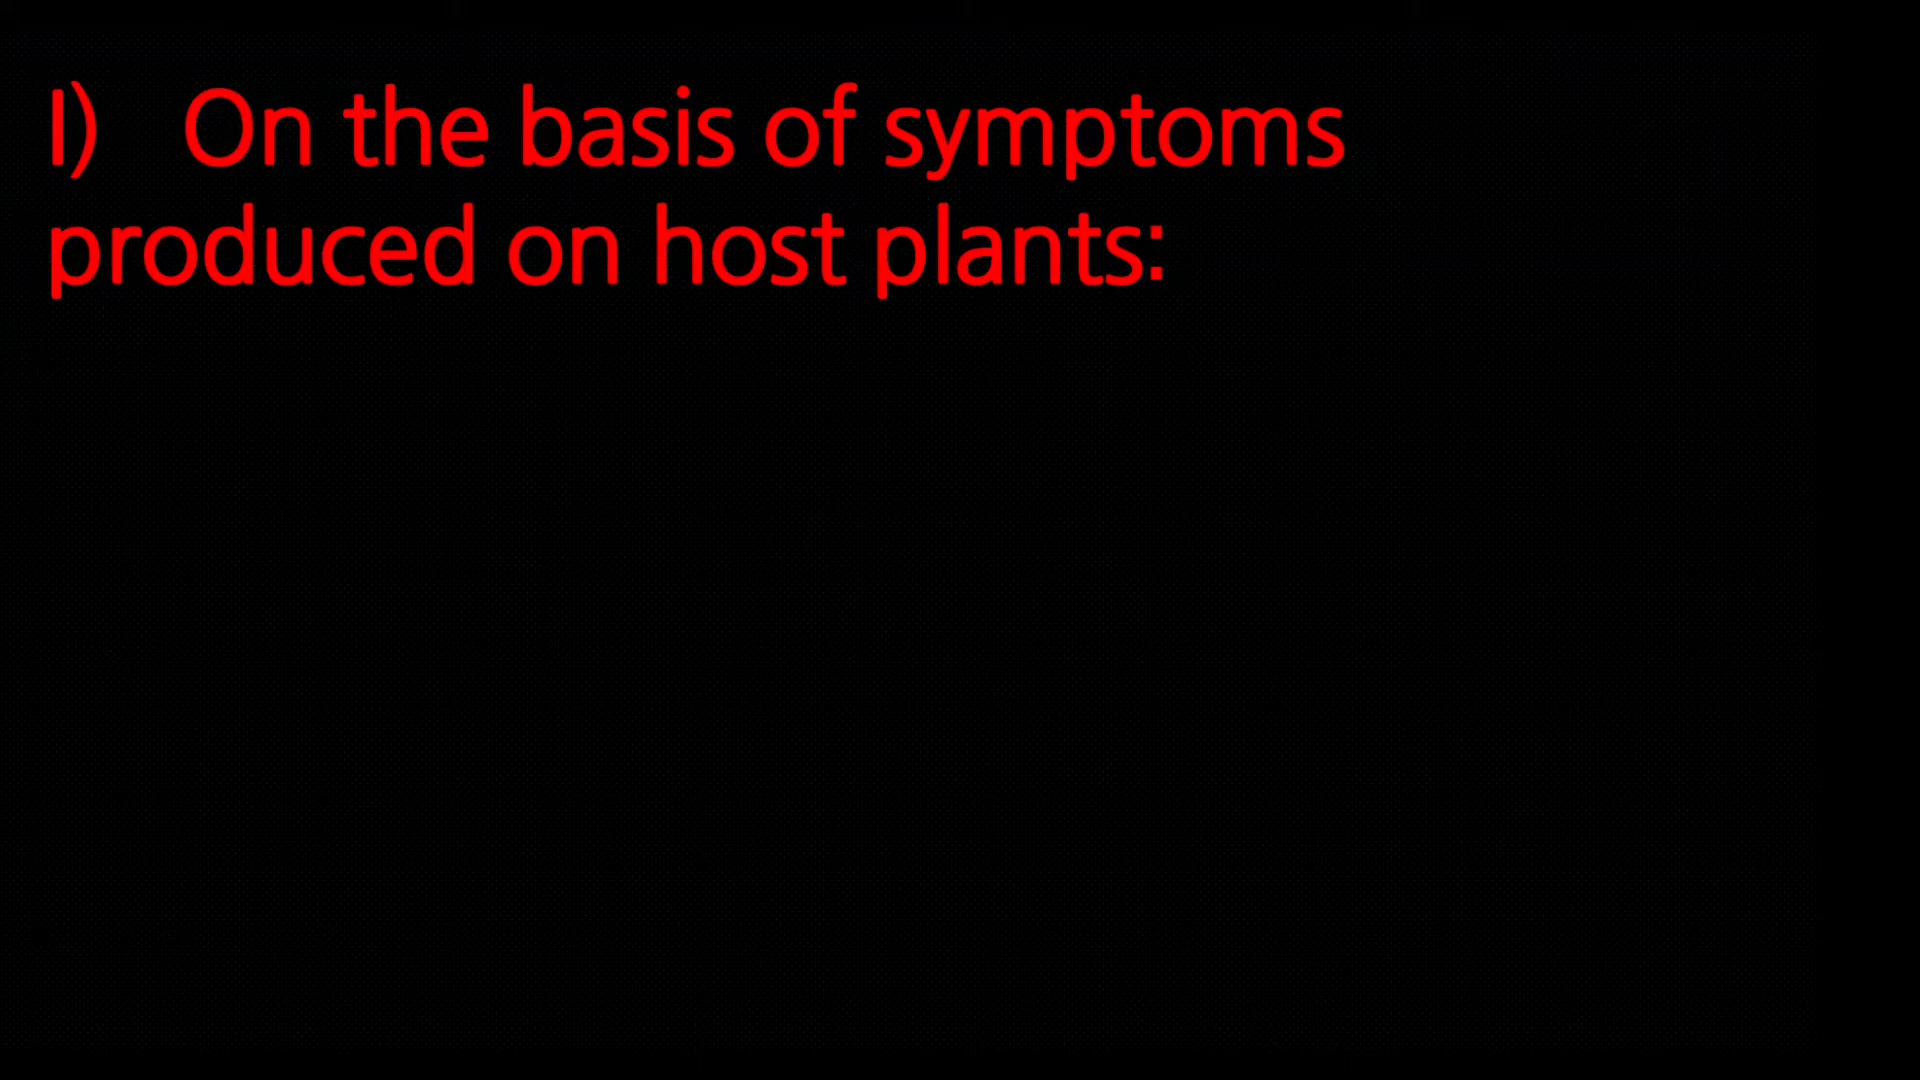 I) On the basis of symptoms
produced on host plants: